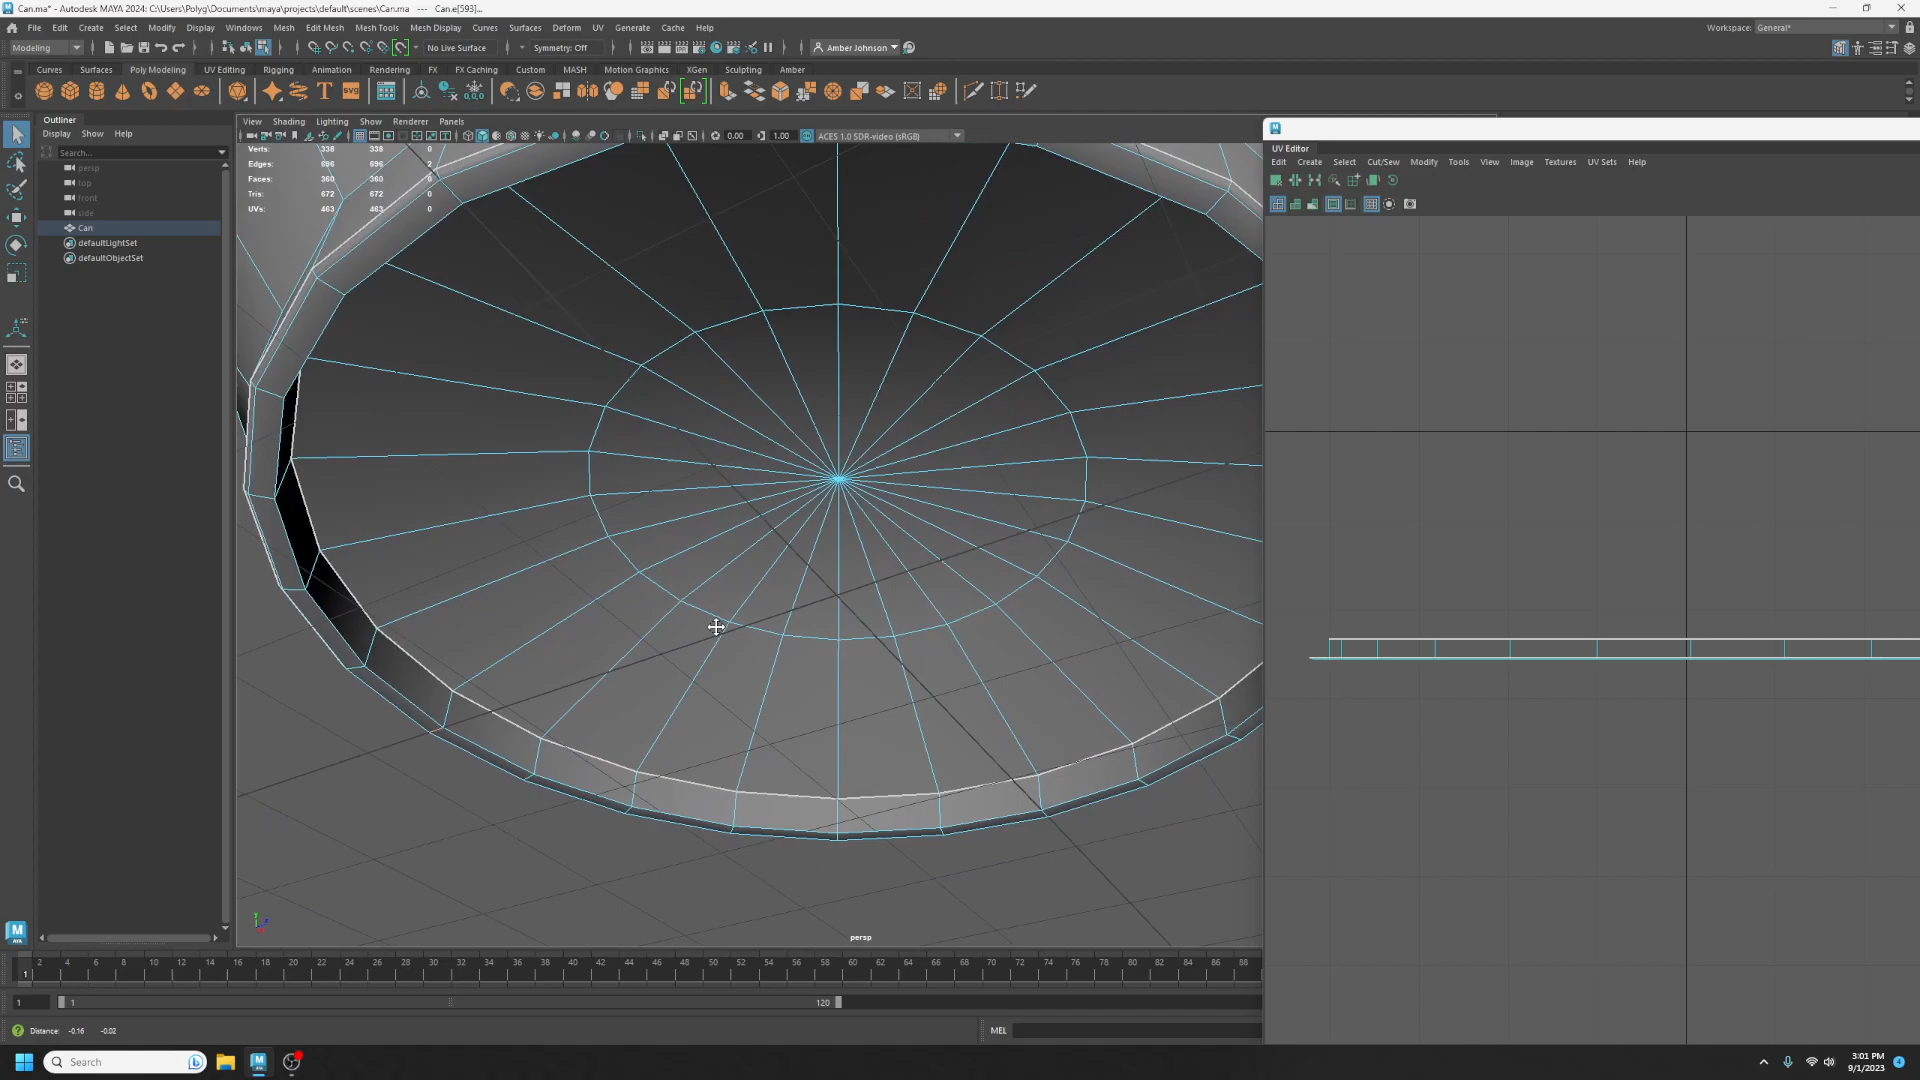 Can.ma* - Autodesk MAYA 2024: C:\Users\Polyg\Documents\maya\projects\default\scenes\Can.ma --- Can.e[593]...
File Edit Create Select Modify Display Windows Mesh Edit Mesh Mesh Tools Mesh Display Curves Surfaces Deform UV Generate Cache Help Workspace: General*
Modeling No Live Surface Symmetry: Off Amber Johnson
Curves Surfaces Poly Modeling UV Editing Rigging Animation Rendering FX FX Caching Custom MASH Motion Graphics XGen Sculpting Amber
T SVG 0,0,0
Outliner
Display Show Help
Search...
persp
top
front
side
Can
defaultLightSet
defaultObjectSet
View Shading Lighting Show Renderer Panels
0.00 1.00 ACES 1.0 SDR-video (sRGB)
Verts: 338 338 0
Edges: 696 696 2
Faces: 360 360 0
Tris: 672 672 0
UVs: 463 463 0
persp
UV Editor
Edit Create Select Cut/Sew Modify Tools View Image Textures UV Sets Help
2 4 6 8 10 12 14 16 18 20 22 24 26 28 30 32 34 36 38 40 42 44 46 48 50 52 54 56 58 60 62 64 66 68 70 72 74 76 78 80 82 84 86 88
1
1 1 120
Distance: -0.16 -0.02 MEL
Search 3:01 PM
9/1/2023 4